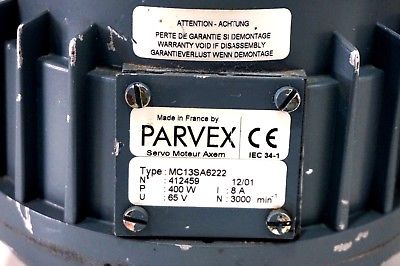 ATTENTION - ACHTUNG
PERTE DE GARANTIE SI DEMONTAGE
WARRANTY VOID IF DISASSEMBLY
GARANTIEVERLUST WENN DEMONTAGE
Made in France by
PARVEX CE
Servo Moteur Axem IEC 34-1
Type : MC13SA6222
N° : 412459 12/01
P : 400 W I : 8 A
U : 65 V N : 3000 min⁻¹